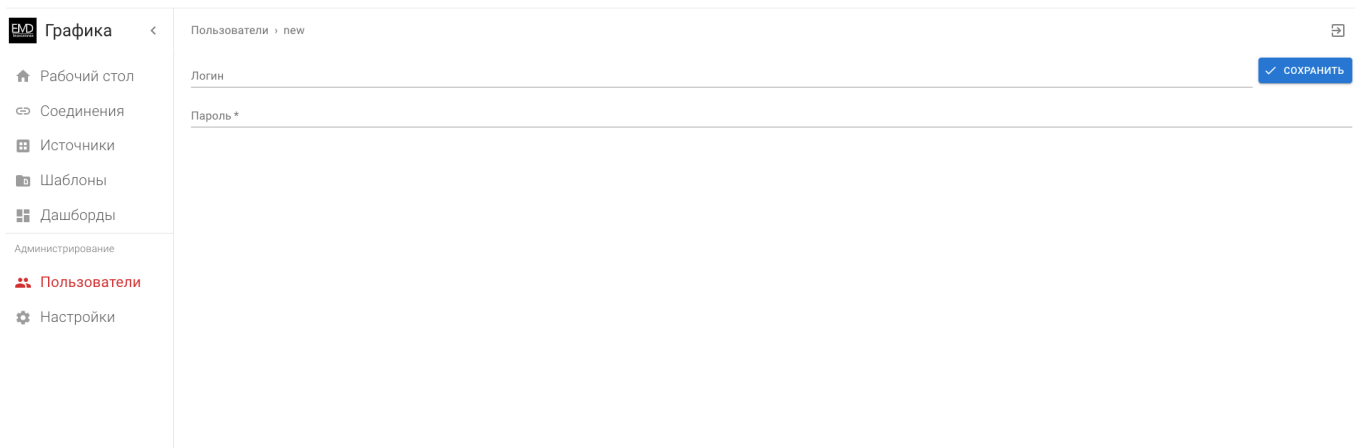 EMD Графика
Пользователи › new
Логин
СОХРАНИТЬ
Пароль *
Рабочий стол
Соединения
Источники
Шаблоны
Дашборды
Администрирование
Пользователи
Настройки